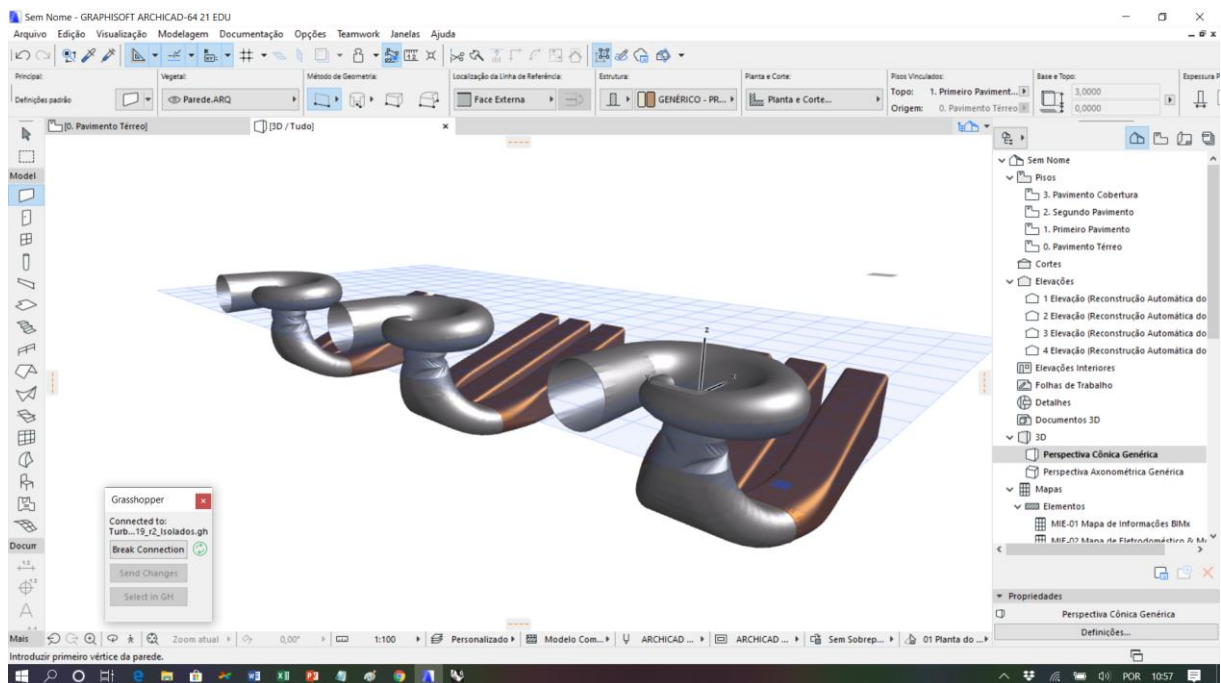 Sem Nome - GRAPHISOFT ARCHICAD-64 21 EDU
Arquivo Edição Visualização Modelagem Documentação Opções Teamwork Janelas Ajuda
Principal: Vegetal: Método de Geometria: Localização da Linha de Referência: Estrutura: Planta e Corte: Pisos Vinculados: Base e Topo: Espessura P
Definições padrão Parede.ARQ Face Externa GENÉRICO - PR... Planta e Corte... Topo: 1. Primeiro Paviment... 3,0000
Origem: 0. Pavimento Térreo 0,0000
[0. Pavimento Térreo] [3D / Tudo]
Model
Sem Nome
Pisos
3. Pavimento Cobertura
2. Segundo Pavimento
1. Primeiro Pavimento
0. Pavimento Térreo
Cortes
Elevações
1 Elevação (Reconstrução Automática do
2 Elevação (Reconstrução Automática do
3 Elevação (Reconstrução Automática do
4 Elevação (Reconstrução Automática do
Elevações Interiores
Folhas de Trabalho
Detalhes
Documentos 3D
3D
Perspectiva Cônica Genérica
Perspectiva Axonométrica Genérica
Mapas
Elementos
MIE-01 Mapa de Informações BIMx
MIE-02 Mapa de Eletrodoméstico & M
z
Grasshopper
Connected to:
Turb...19_r2_Isolados.gh
Break Connection
Send Changes
Select in GH
Docum
Propriedades
Perspectiva Cônica Genérica
Definições...
Mais Zoom atual 0,00° 1:100 Personalizado Modelo Com... ARCHICAD ... ARCHICAD ... Sem Sobrep... 01 Planta do ...
Introduzir primeiro vértice da parede.
POR 10:57